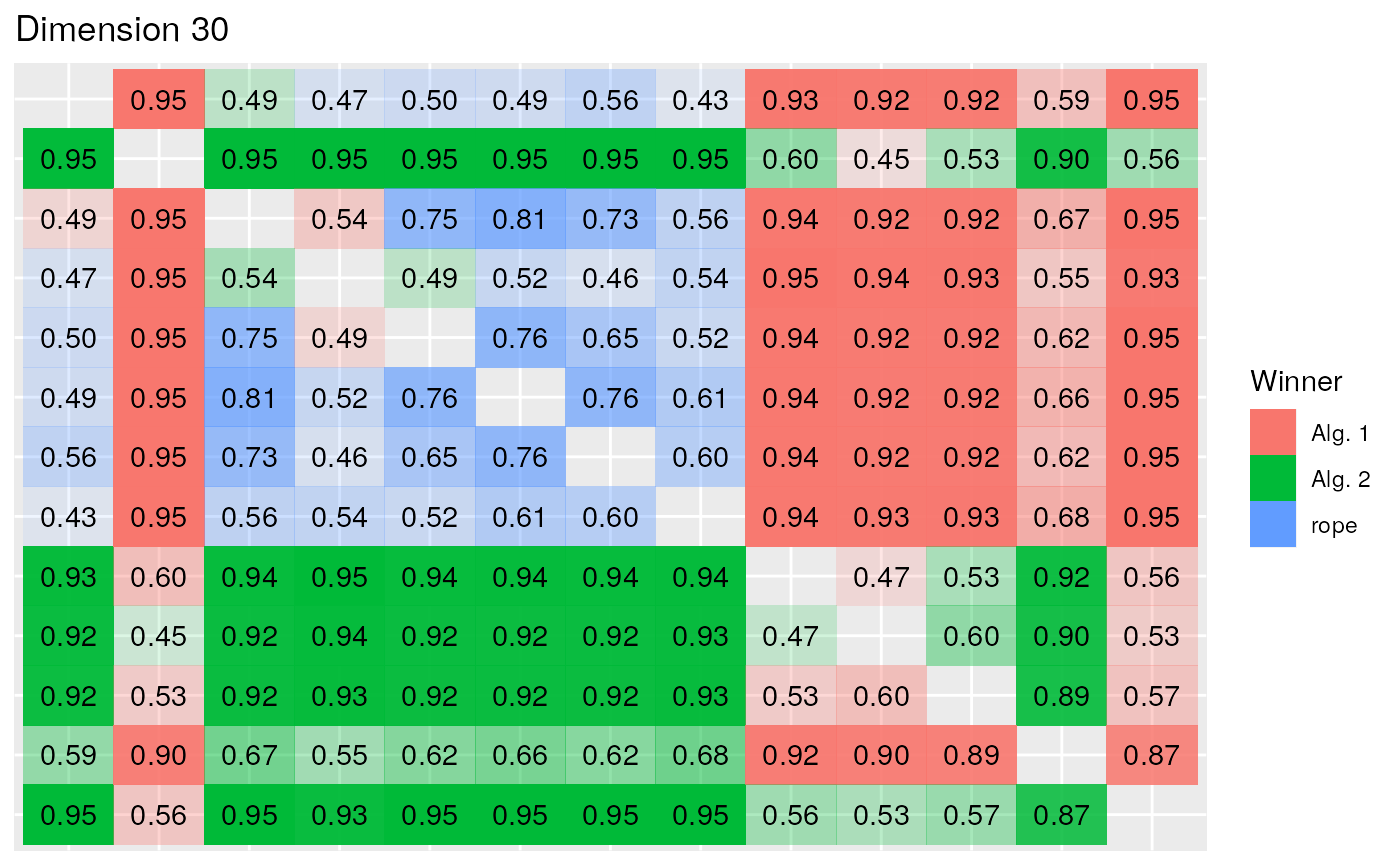 Dimension 30
0.95 0.49 0.47 0.50 0.49 0.56 0.43 0.93 0.92 0.92 0.59 0.95
0.95 0.95 0.95 0.95 0.95 0.95 0.95 0.60 0.45 0.53 0.90 0.56
0.49 0.95 0.54 0.75 0.81 0.73 0.56 0.94 0.92 0.92 0.67 0.95
0.47 0.95 0.54 0.49 0.52 0.46 0.54 0.95 0.94 0.93 0.55 0.93
0.50 0.95 0.75 0.49 0.76 0.65 0.52 0.94 0.92 0.92 0.62 0.95
0.49 0.95 0.81 0.52 0.76 0.76 0.61 0.94 0.92 0.92 0.66 0.95
0.56 0.95 0.73 0.46 0.65 0.76 0.60 0.94 0.92 0.92 0.62 0.95
0.43 0.95 0.56 0.54 0.52 0.61 0.60 0.94 0.93 0.93 0.68 0.95
0.93 0.60 0.94 0.95 0.94 0.94 0.94 0.94 0.47 0.53 0.92 0.56
0.92 0.45 0.92 0.94 0.92 0.92 0.92 0.93 0.47 0.60 0.90 0.53
0.92 0.53 0.92 0.93 0.92 0.92 0.92 0.93 0.53 0.60 0.89 0.57
0.59 0.90 0.67 0.55 0.62 0.66 0.62 0.68 0.92 0.90 0.89 0.87
0.95 0.56 0.95 0.93 0.95 0.95 0.95 0.95 0.56 0.53 0.57 0.87
Winner
Alg. 1
Alg. 2
rope